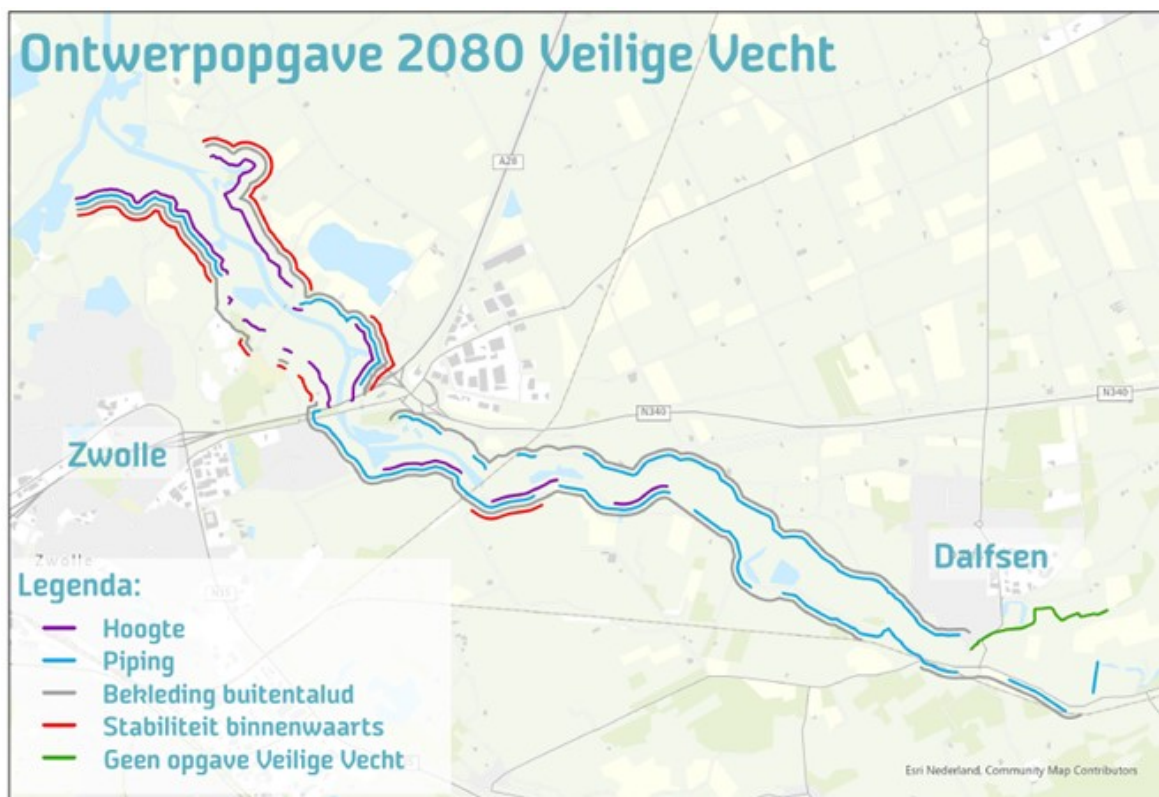 Ontwerpopgave 2080 Veilige Vecht
A28
N340
N340
Zwolle
Dalfsen
Zwolle
N35
Legenda:
Hoogte
Piping
Bekleding buitentalud
Stabiliteit binnenwaarts
Geen opgave Veilige Vecht
Esri Nederland, Community Map Contributors